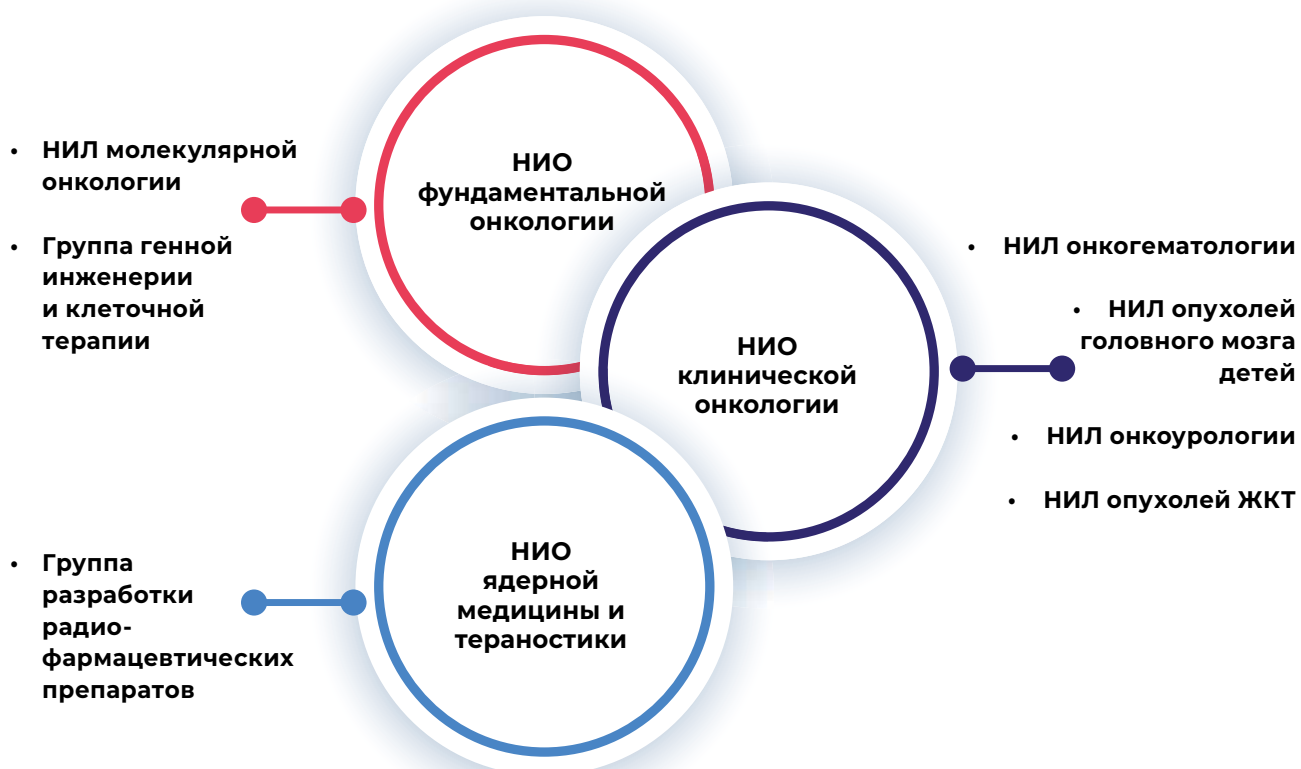 • НИЛ молекулярной
онкологии
• Группа генной
инженерии
и клеточной
терапии
НИО
фундаментальной
онкологии
НИО
клинической
онкологии
• НИЛ онкогематологии
• НИЛ опухолей
головного мозга
детей
• НИЛ онкоурологии
• НИЛ опухолей ЖКТ
• Группа
разработки
радио-
фармацевтических
препаратов
НИО
ядерной
медицины и
тераностики